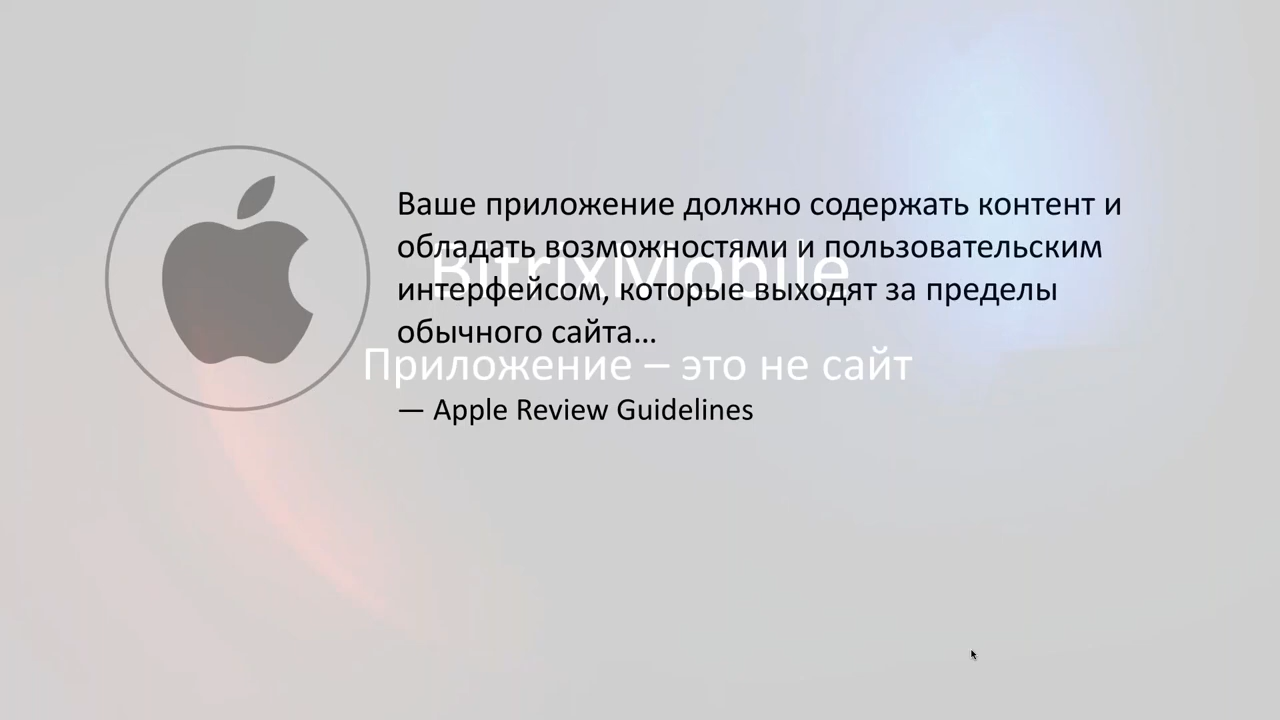 Ваше приложение должно содержать контент и
обладать возможностями и пользовательским
BitrixMobile
интерфейсом, которые выходят за пределы
обычного сайта…
Приложение – это не сайт
— Apple Review Guidelines